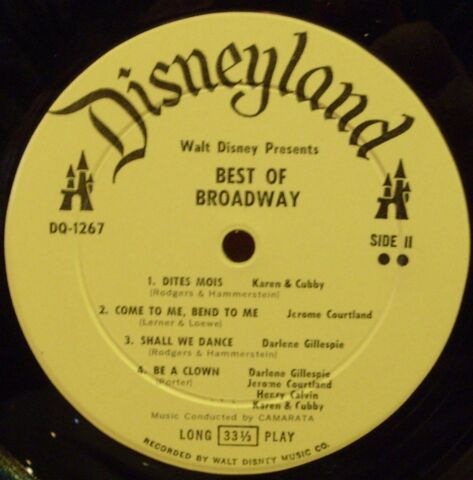 Disneyland
Walt Disney Presents
BEST OF
BROADWAY
DQ-1267
SIDE II
1. DITES MOIS Karen & Cubby
(Rodgers & Hammerstein)
2. COME TO ME, BEND TO ME Jerome Courtland
(Lerner & Loewe)
3. SHALL WE DANCE Darlene Gillespie
(Rodgers & Hammerstein)
4. BE A CLOWN Darlene Gillespie
(Porter) Jerome Courtland
Henry Calvin
Karen & Cubby
Music Conducted by CAMARATA
LONG 33⅓ PLAY
RECORDED BY WALT DISNEY MUSIC CO.